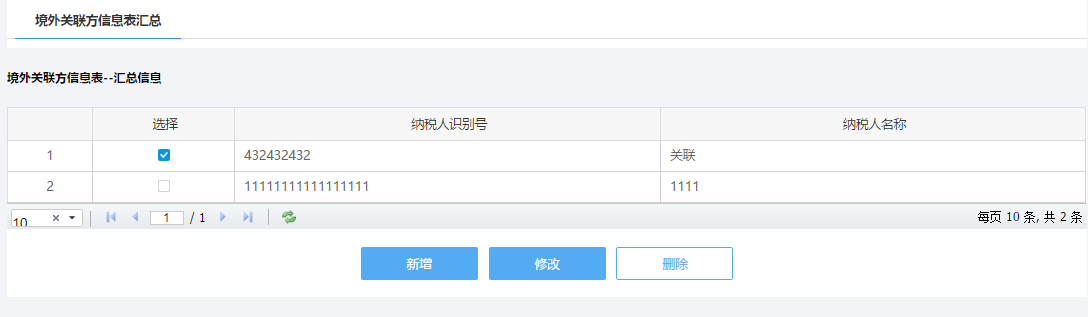 境外关联方信息表汇总
境外关联方信息表--汇总信息
选择 纳税人识别号 纳税人名称
1 432432432 关联
2 11111111111111111 1111
10 1 / 1 每页 10 条, 共 2 条
新增 修改 删除